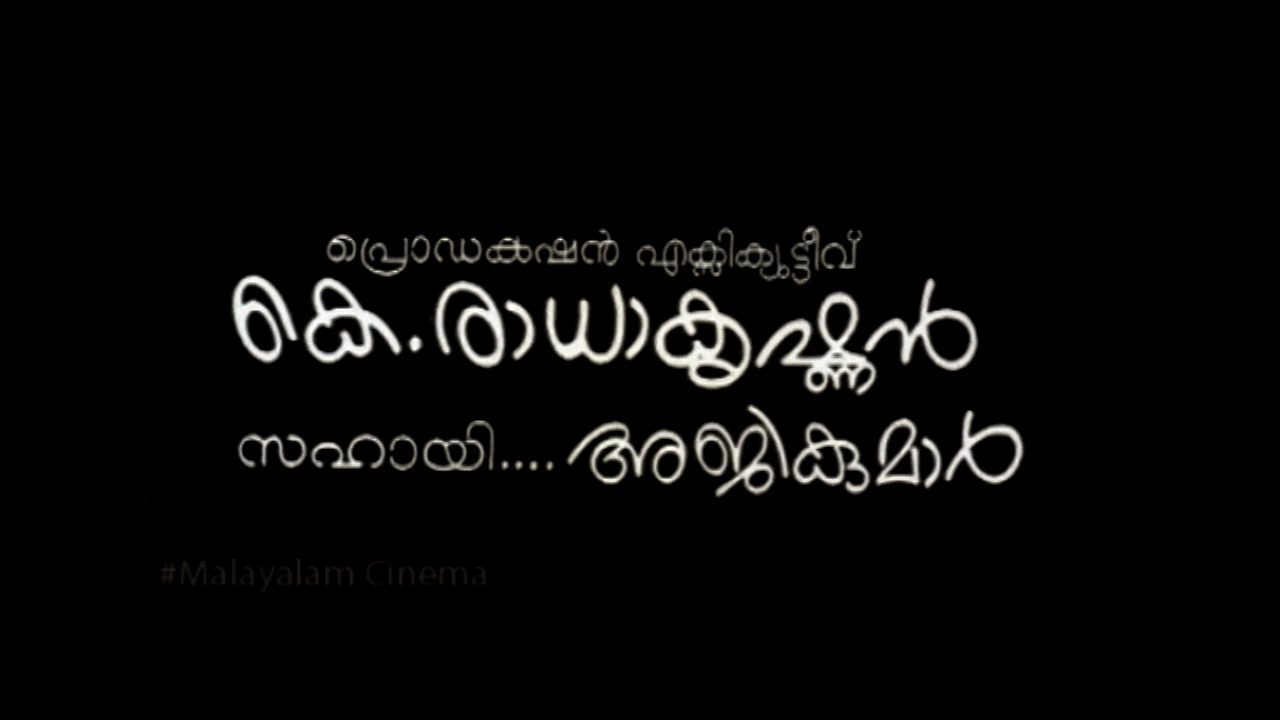 പ്രൊഡക്ഷൻ എക്സിക്യൂട്ടീവ്
കെ.രാധാകൃഷ്ണൻ
സഹായി.... അജികുമാർ
#Malayalam Cinema